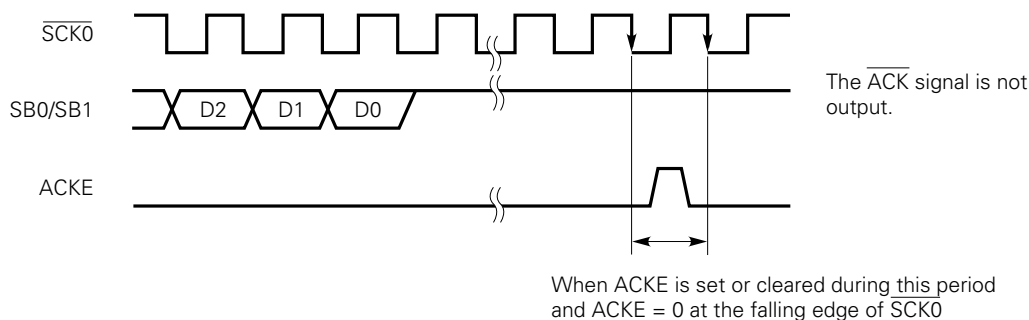 SCK0
SB0/SB1
D2 D1 D0
The ACK signal is not
output.
ACKE
When ACKE is set or cleared during this period
and ACKE = 0 at the falling edge of SCK0